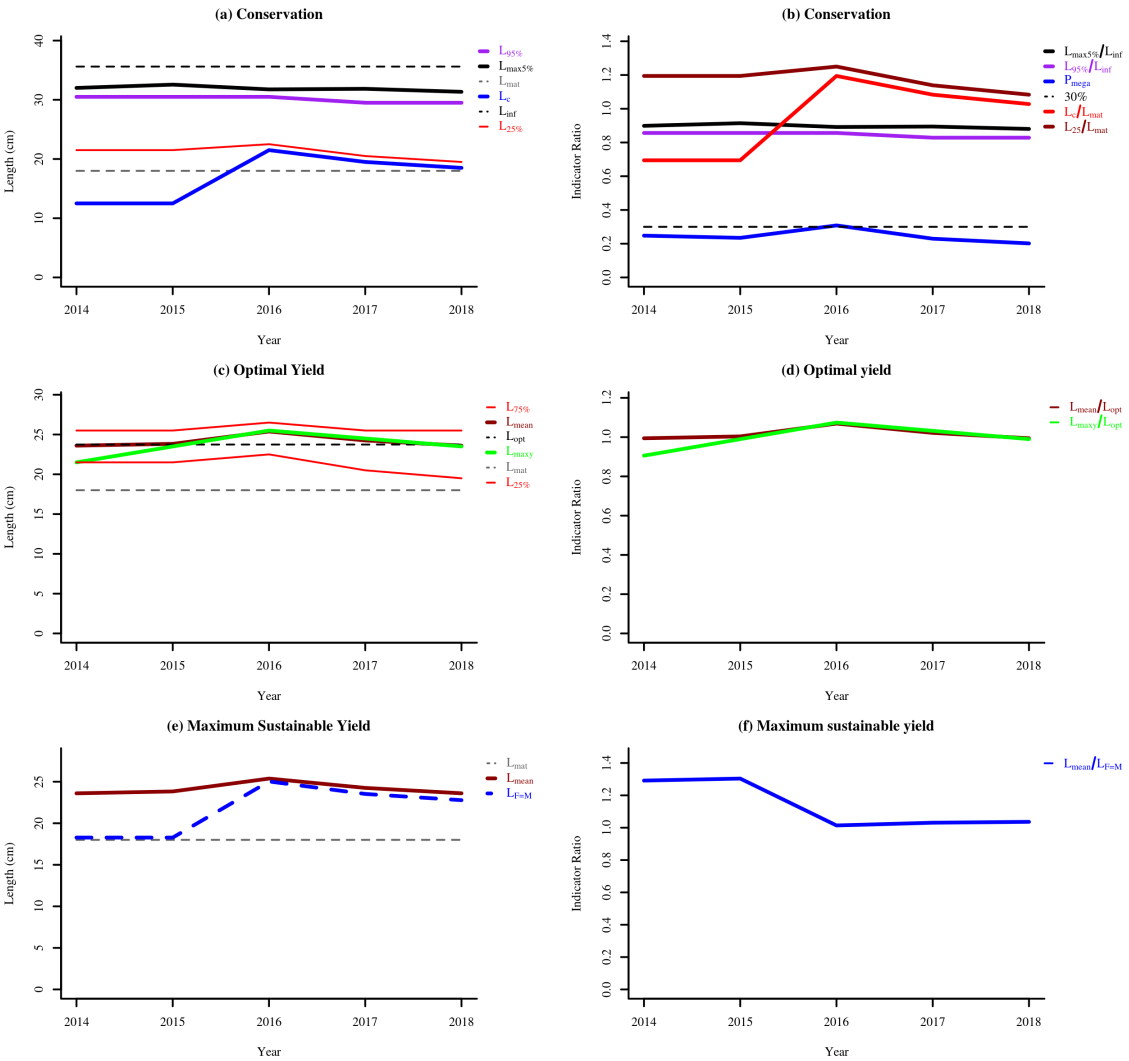 (a) Conservation
Length (cm)
0 10 20 30 40
2014 2015 2016 2017 2018
Year
L95%
Lmax5%
Lmat
Lc
Linf
L25%
(b) Conservation
Indicator Ratio
0.0 0.2 0.4 0.6 0.8 1.0 1.2 1.4
2014 2015 2016 2017 2018
Year
Lmax5%/Linf
L95%/Linf
Pmega
30%
Lc/Lmat
L25/Lmat
(c) Optimal Yield
Length (cm)
0 5 10 15 20 25 30
2014 2015 2016 2017 2018
Year
L75%
Lmean
Lopt
Lmaxy
Lmat
L25%
(d) Optimal yield
Indicator Ratio
0.0 0.2 0.4 0.6 0.8 1.0 1.2
2014 2015 2016 2017 2018
Year
Lmean/Lopt
Lmaxy/Lopt
(e) Maximum Sustainable Yield
Length (cm)
0 5 10 15 20 25
2014 2015 2016 2017 2018
Year
Lmat
Lmean
LF=M
(f) Maximum sustainable yield
Indicator Ratio
0.0 0.2 0.4 0.6 0.8 1.0 1.2 1.4
2014 2015 2016 2017 2018
Year
Lmean/LF=M